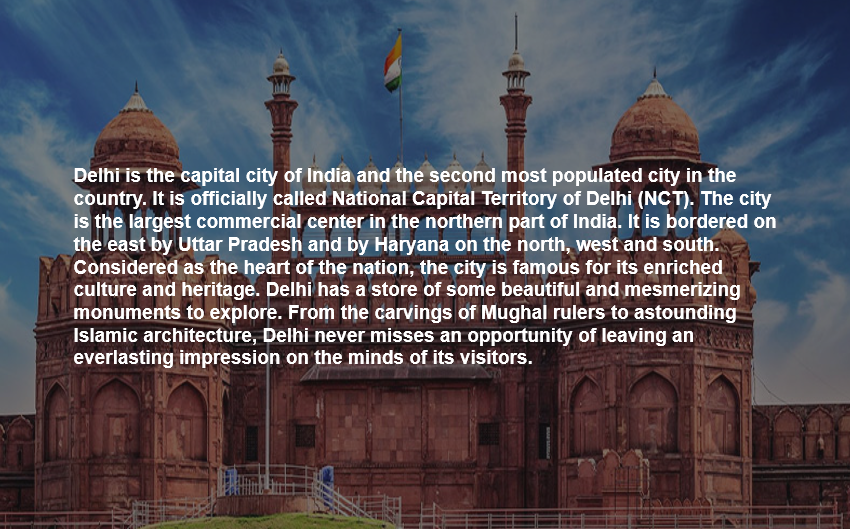 Delhi is the capital city of India and the second most populated city in the
country. It is officially called National Capital Territory of Delhi (NCT). The city
is the largest commercial center in the northern part of India. It is bordered on
the east by Uttar Pradesh and by Haryana on the north, west and south.
Considered as the heart of the nation, the city is famous for its enriched
culture and heritage. Delhi has a store of some beautiful and mesmerizing
monuments to explore. From the carvings of Mughal rulers to astounding
Islamic architecture, Delhi never misses an opportunity of leaving an
everlasting impression on the minds of its visitors.